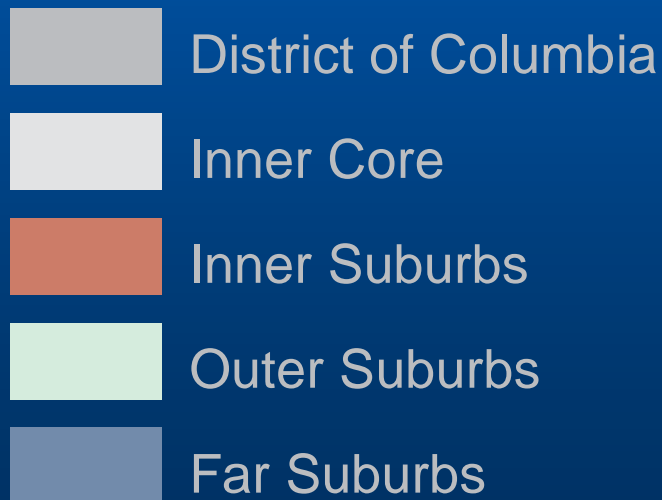 District of Columbia
Inner Core
Inner Suburbs
Outer Suburbs
Far Suburbs